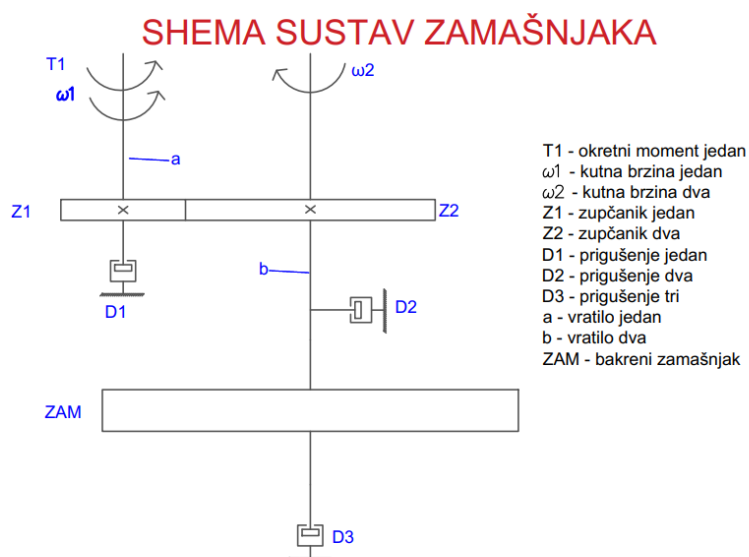 SHEMA SUSTAV ZAMAŠNJAKA
T1
ω1
ω2
a
Z1
Z2
b
D1
D2
ZAM
D3
T1 - okretni moment jedan
ω1 - kutna brzina jedan
ω2 - kutna brzina dva
Z1 - zupčanik jedan
Z2 - zupčanik dva
D1 - prigušenje jedan
D2 - prigušenje dva
D3 - prigušenje tri
a - vratilo jedan
b - vratilo dva
ZAM - bakreni zamašnjak